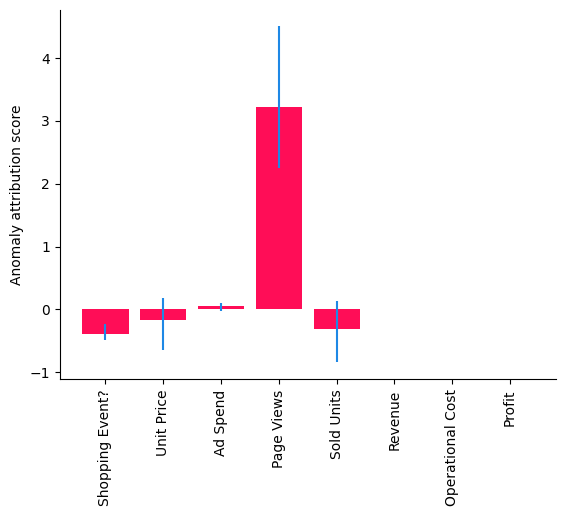 Anomaly attribution score
4
3
2
1
0
−1
Shopping Event?
Unit Price
Ad Spend
Page Views
Sold Units
Revenue
Operational Cost
Profit